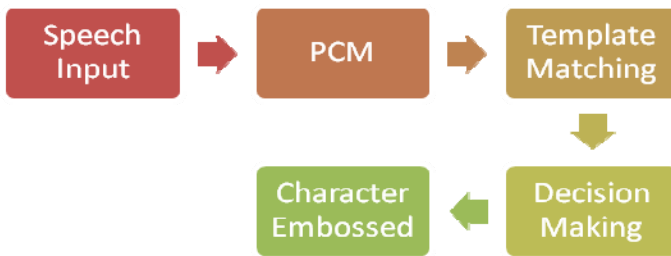 Speech
Input
PCM
Template
Matching
Decision
Making
Character
Embossed